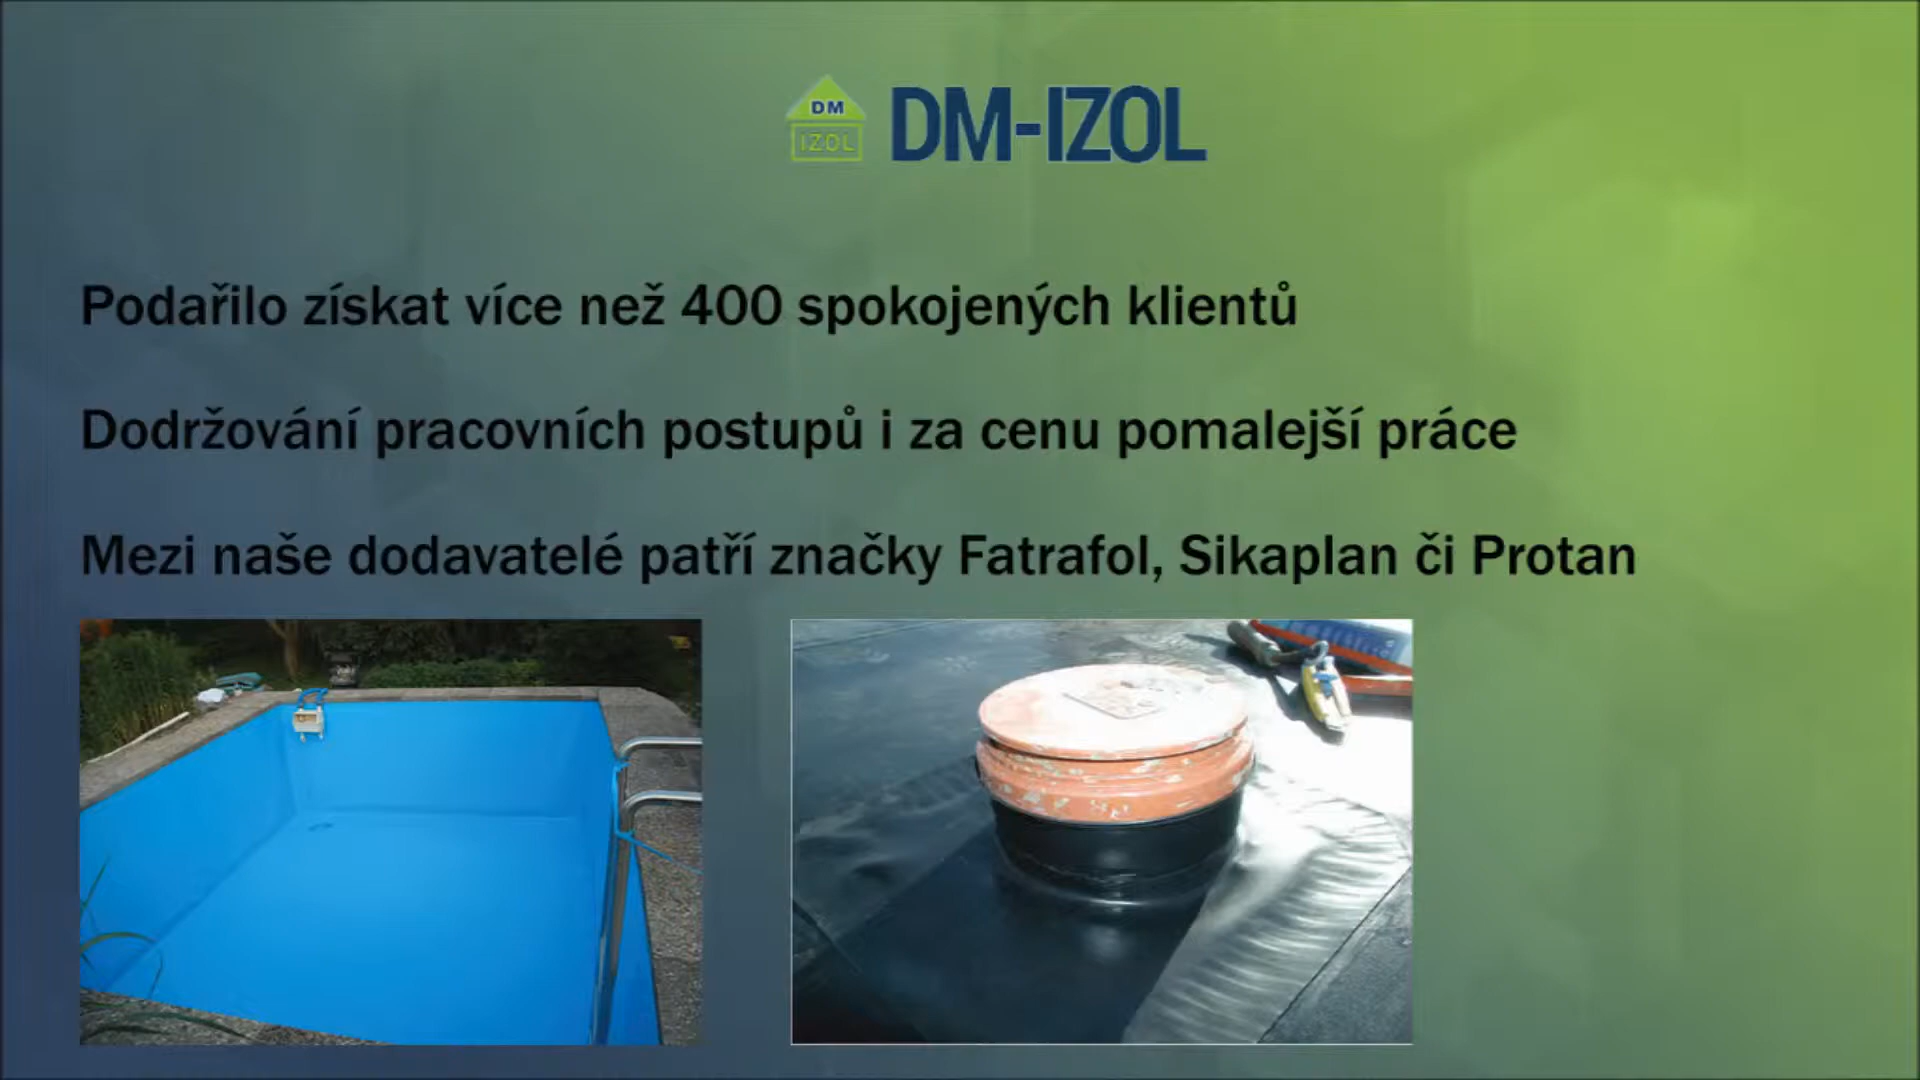 DM
IZOL
DM-IZOL
Podařilo získat více než 400 spokojených klientů
Dodržování pracovních postupů i za cenu pomalejší práce
Mezi naše dodavatelé patří značky Fatrafol, Sikaplan či Protan